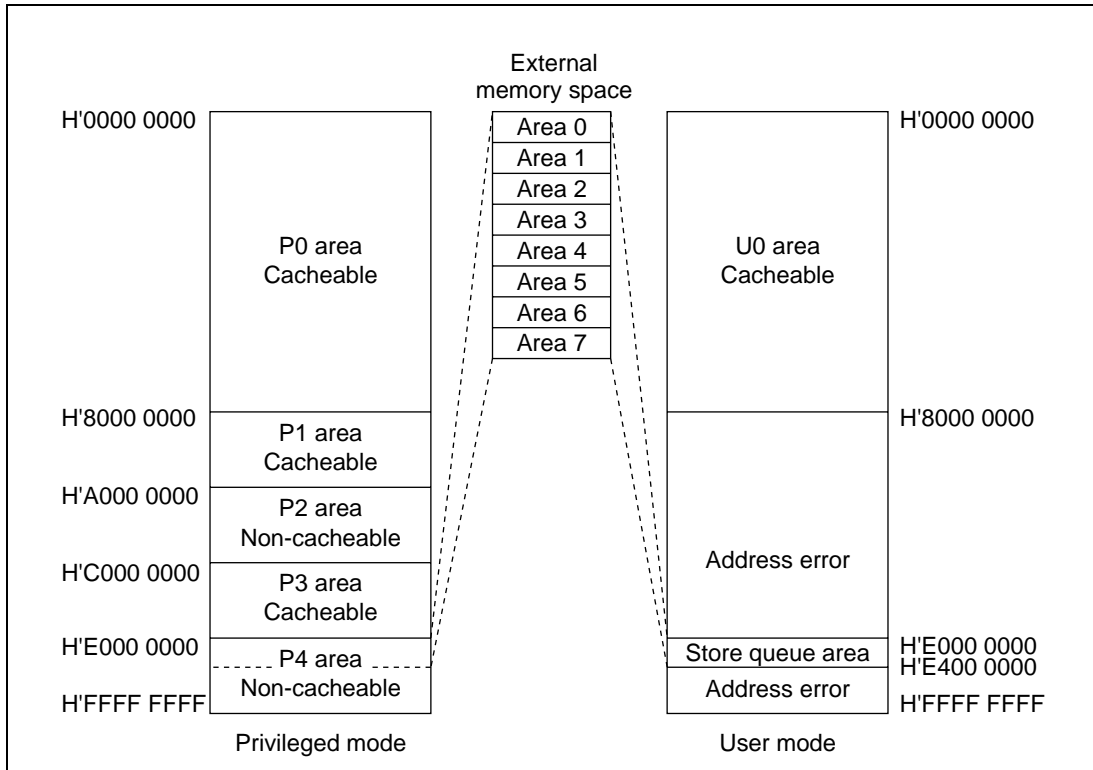 External
memory space
H'0000 0000
Area 0
H'0000 0000
Area 1
Area 2
Area 3
P0 area
Cacheable
Area 4
U0 area
Cacheable
Area 5
Area 6
Area 7
H'8000 0000
H'8000 0000
P1 area
Cacheable
H'A000 0000
P2 area
Non-cacheable
H'C000 0000
P3 area
Cacheable
Address error
H'E000 0000
P4 area
Non-cacheable
Store queue area
H'E000 0000
H'E400 0000
Address error
H'FFFF FFFF
H'FFFF FFFF
Privileged mode
User mode